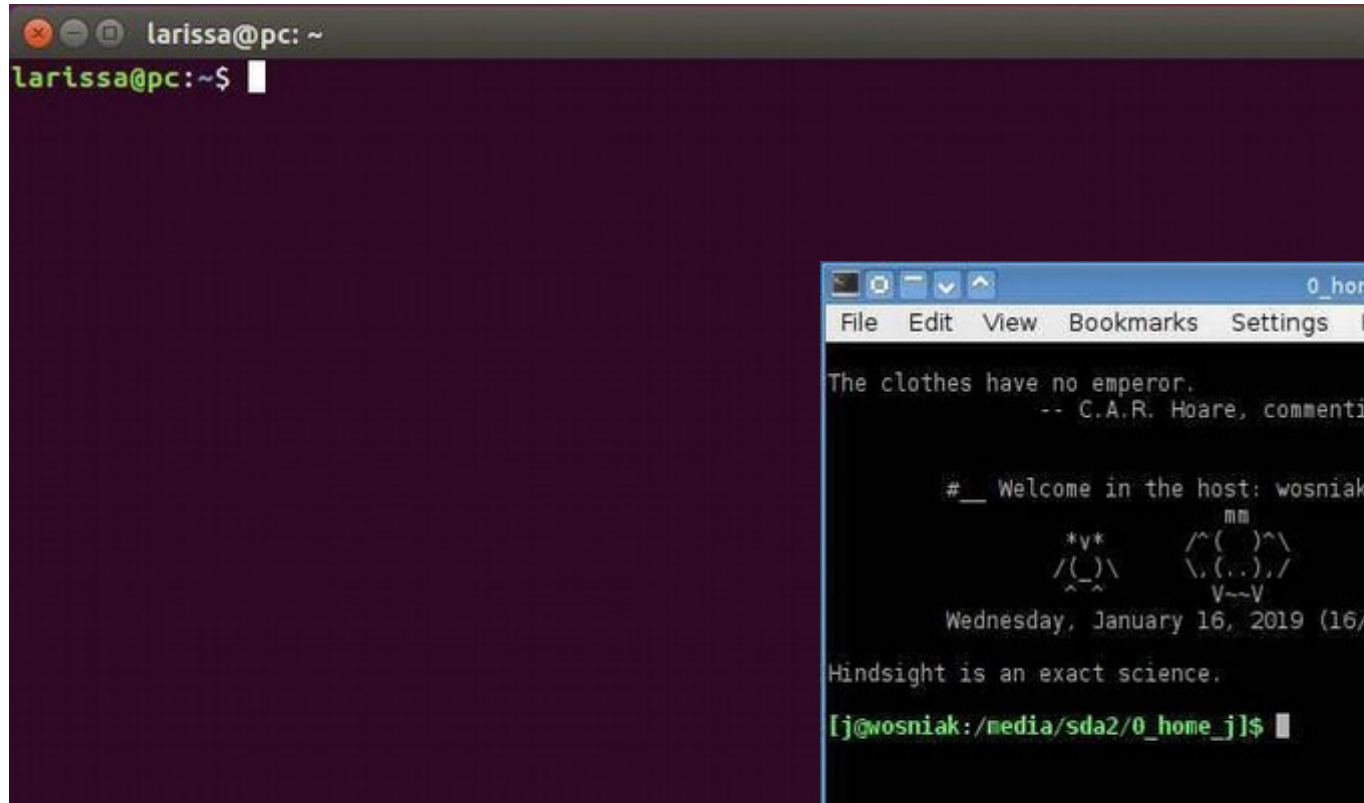 larissa@pc: ~
larissa@pc:~$
0_hor
File Edit View Bookmarks Settings
The clothes have no emperor.
-- C.A.R. Hoare, commenti
#__ Welcome in the host: wosniak
mm
*v* /^(  )^\
/(_)\ \,(..),/
^ ^ V~~V
Wednesday, January 16, 2019 (16/
Hindsight is an exact science.
[j@wosniak:/media/sda2/0_home_j]$